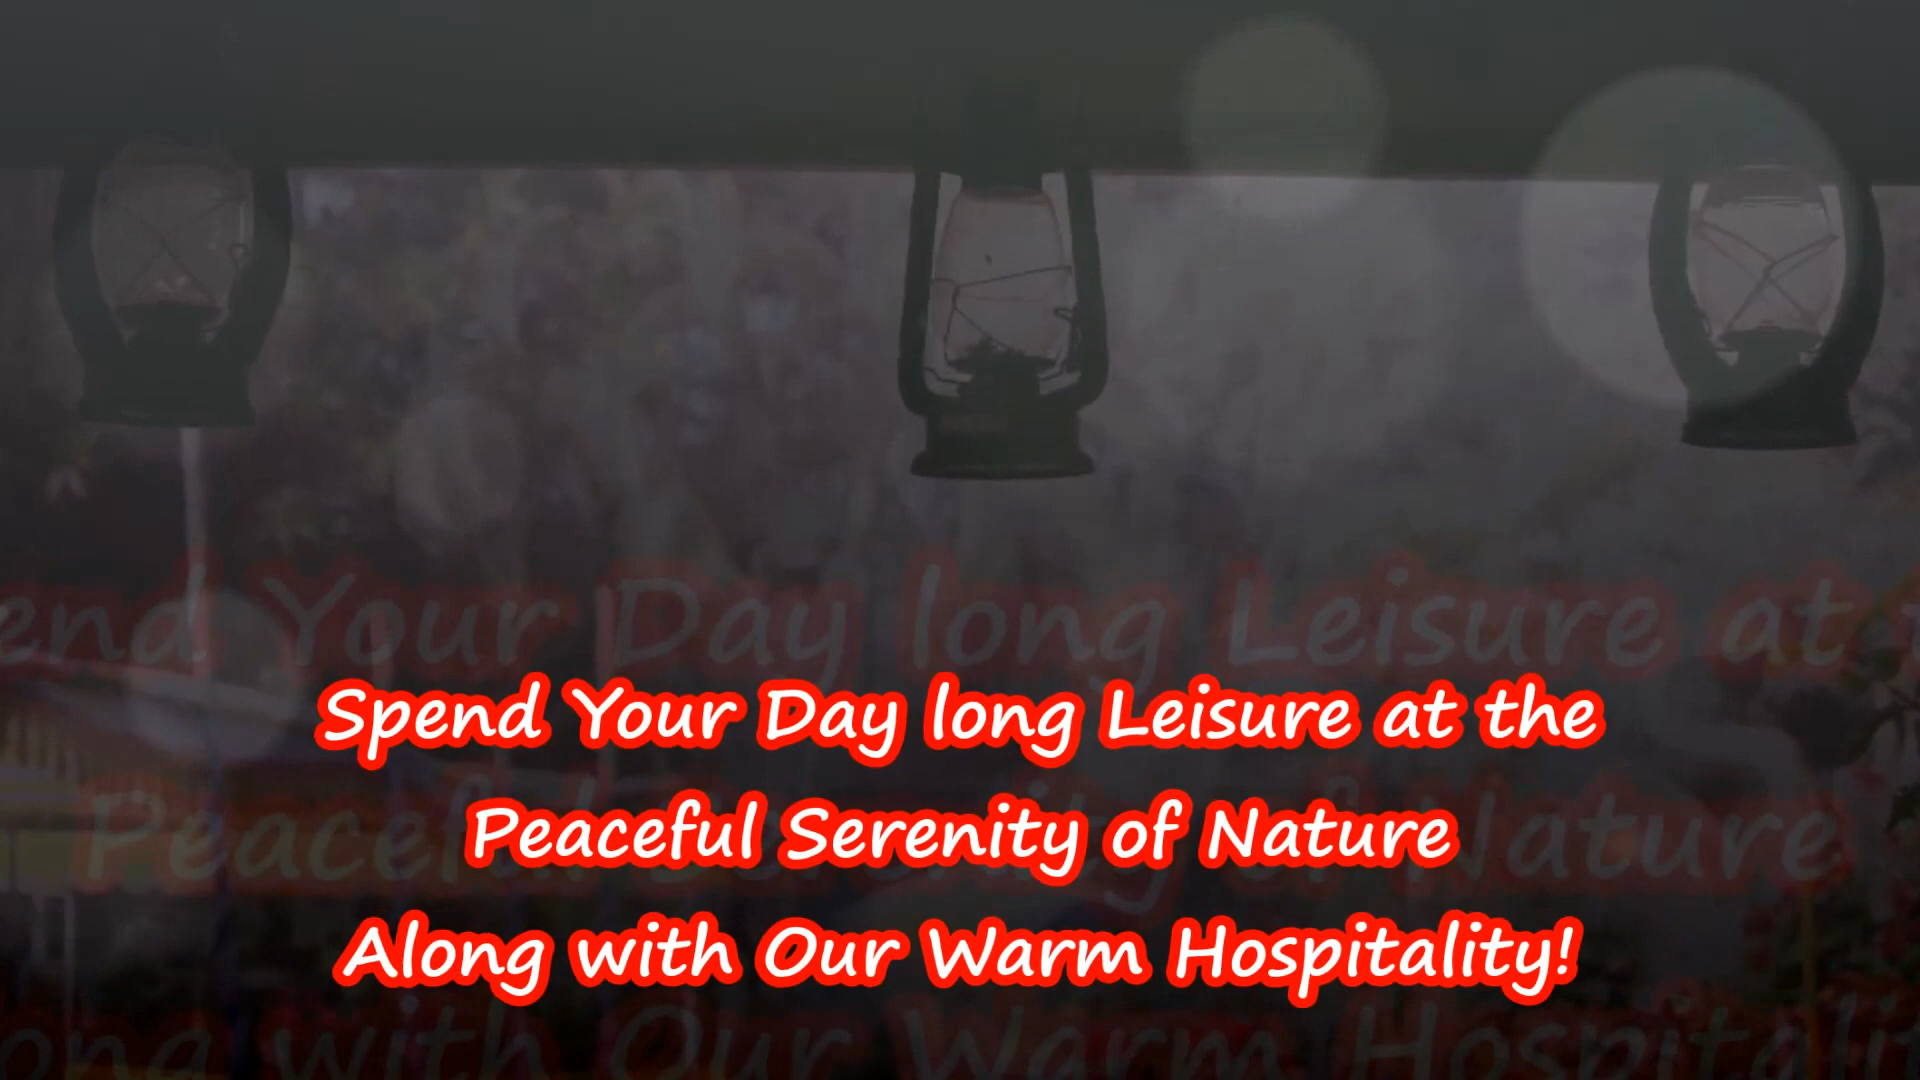 Spend Your Day long Leisure at the
Peaceful Serenity of Nature
Along with Our Warm Hospitality!